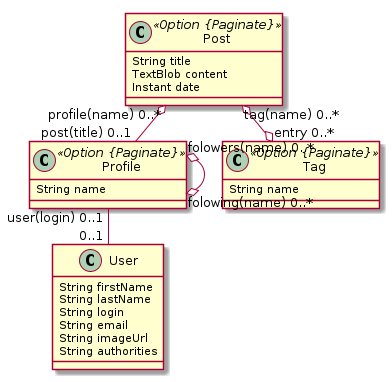 C «Option {Paginate}»
Post
String title
TextBlob content
Instant date
profile(name) 0..*
tag(name) 0..*
post(title) 0..1
entry 0..*
C «Option {Paginate}»
Profile
String name
folowers(name) 0..*
folowing(name) 0..*
C «Option {Paginate}»
Tag
String name
user(login) 0..1
0..1
C User
String firstName
String lastName
String login
String email
String imageUrl
String authorities